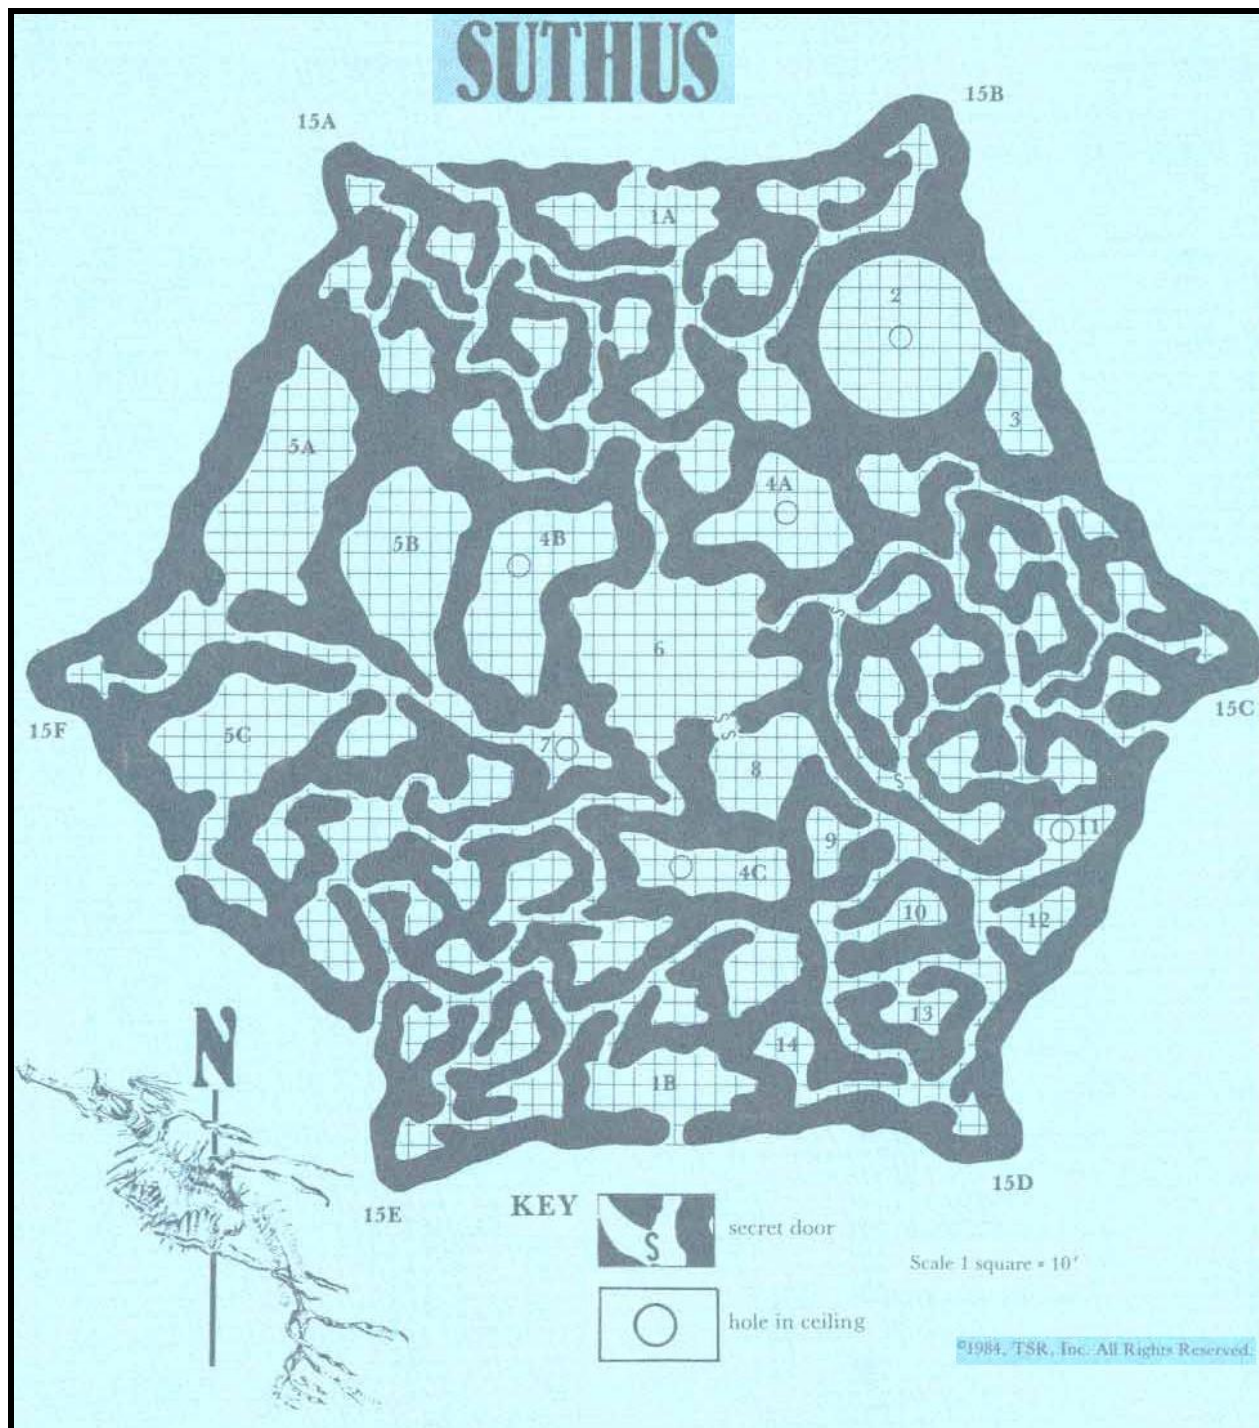 SUTHUS
15B
15A
1A
2
3
5A
4A
5B
4B
S
6
15C
15F
S
5C
7
S
8
S
11
9
4C
10
12
13
14
1B
N
15D
KEY
15E
secret door
S
Scale 1 square = 10'
hole in ceiling
©1984, TSR, Inc. All Rights Reserved.